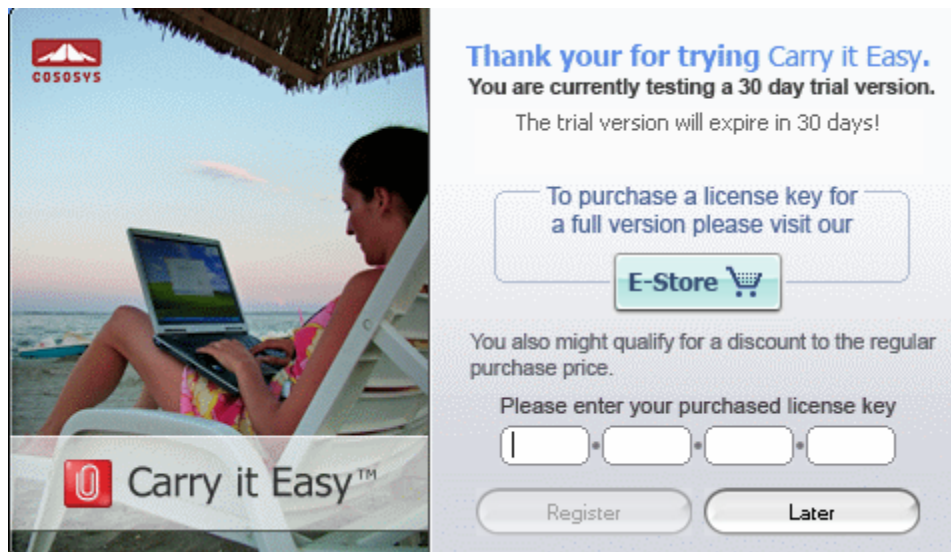 COSOSYS
Thank your for trying Carry it Easy.
You are currently testing a 30 day trial version.
The trial version will expire in 30 days!
To purchase a license key for
a full version please visit our
E-Store
You also might qualify for a discount to the regular
purchase price.
Please enter your purchased license key
Carry it Easy™
Register
Later